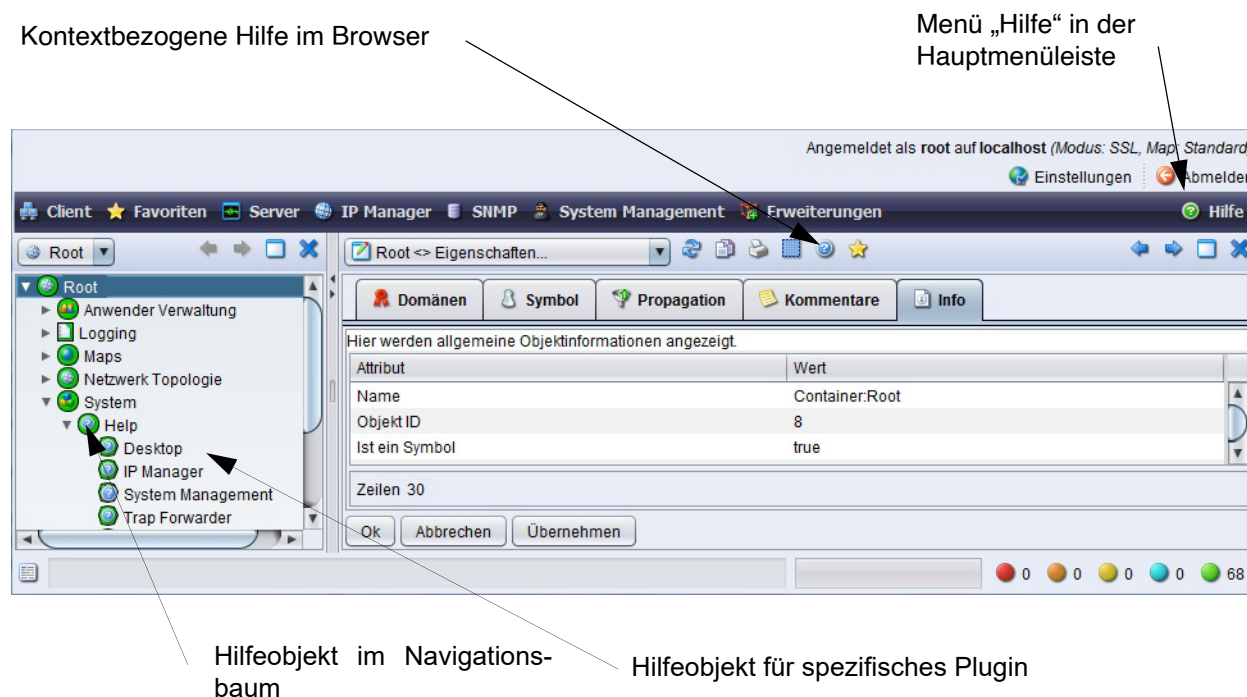 Kontextbezogene Hilfe im Browser
Menü „Hilfe“ in der
Hauptmenüleiste
Angemeldet als root auf localhost (Modus: SSL, Map: Standard)
Einstellungen Abmelden
Client Favoriten Server IP Manager SNMP System Management Erweiterungen Hilfe
Root
Root <> Eigenschaften...
Root
Anwender Verwaltung
Logging
Maps
Netzwerk Topologie
System
Help
Desktop
IP Manager
System Management
Trap Forwarder
Domänen Symbol Propagation Kommentare Info
Hier werden allgemeine Objektinformationen angezeigt.
Attribut Wert
Name Container:Root
Objekt ID 8
Ist ein Symbol true
Zeilen 30
Ok Abbrechen Übernehmen
0 0 0 0 68
Hilfeobjekt im Navigations-
baum
Hilfeobjekt für spezifisches Plugin